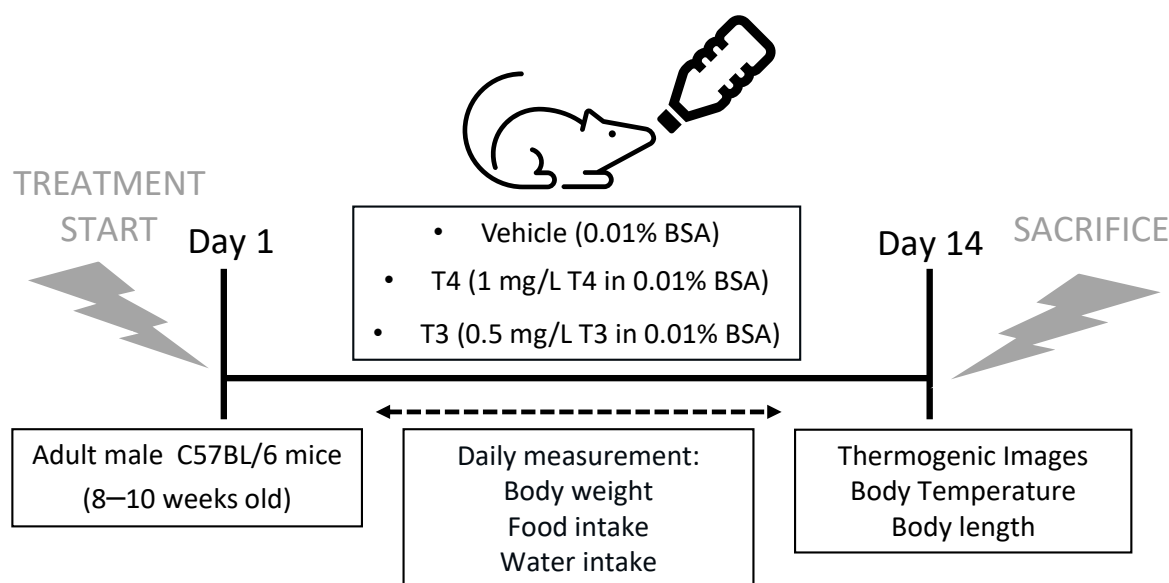 TREATMENT
START
Day 1
• Vehicle (0.01% BSA)
• T4 (1 mg/L T4 in 0.01% BSA)
• T3 (0.5 mg/L T3 in 0.01% BSA)
Day 14
SACRIFICE
Adult male C57BL/6 mice
(8–10 weeks old)
Daily measurement:
Body weight
Food intake
Water intake
Thermogenic Images
Body Temperature
Body length